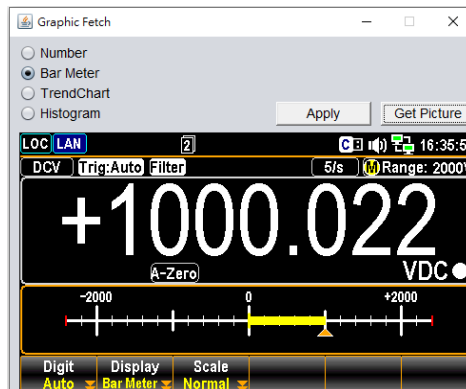 Graphic Fetch
Number
Bar Meter
TrendChart
Histogram
Apply Get Picture
LOC LAN 2 C 16:35:5
DCV Trig:Auto Filter 5/s M Range: 2000V
+1000.022
A-Zero VDC
-2000 0 +2000
Digit Display Scale
Auto Bar Meter Normal